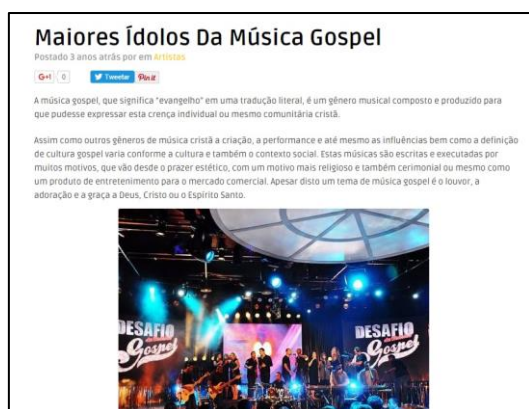 Maiores Ídolos Da Música Gospel
Postado 3 anos atrás por em Artistas
G+1 0 Tweetar Pin it
A música gospel, que significa "evangelho" em uma tradução literal, é um gênero musical composto e produzido para
que pudesse expressar esta crença individual ou mesmo comunitária cristã.
Assim como outros gêneros de música cristã a criação, a performance e até mesmo as influências bem como a definição
de cultura gospel varia conforme a cultura e também o contexto social. Estas músicas são escritas e executadas por
muitos motivos, que vão desde o prazer estético, com um motivo mais religioso e também cerimonial ou mesmo como
um produto de entretenimento para o mercado comercial. Apesar disto um tema de música gospel é o louvor, a
adoração e a graça a Deus, Cristo ou o Espírito Santo.
DESAFIO
Gospel
DESAFIO
Gospel